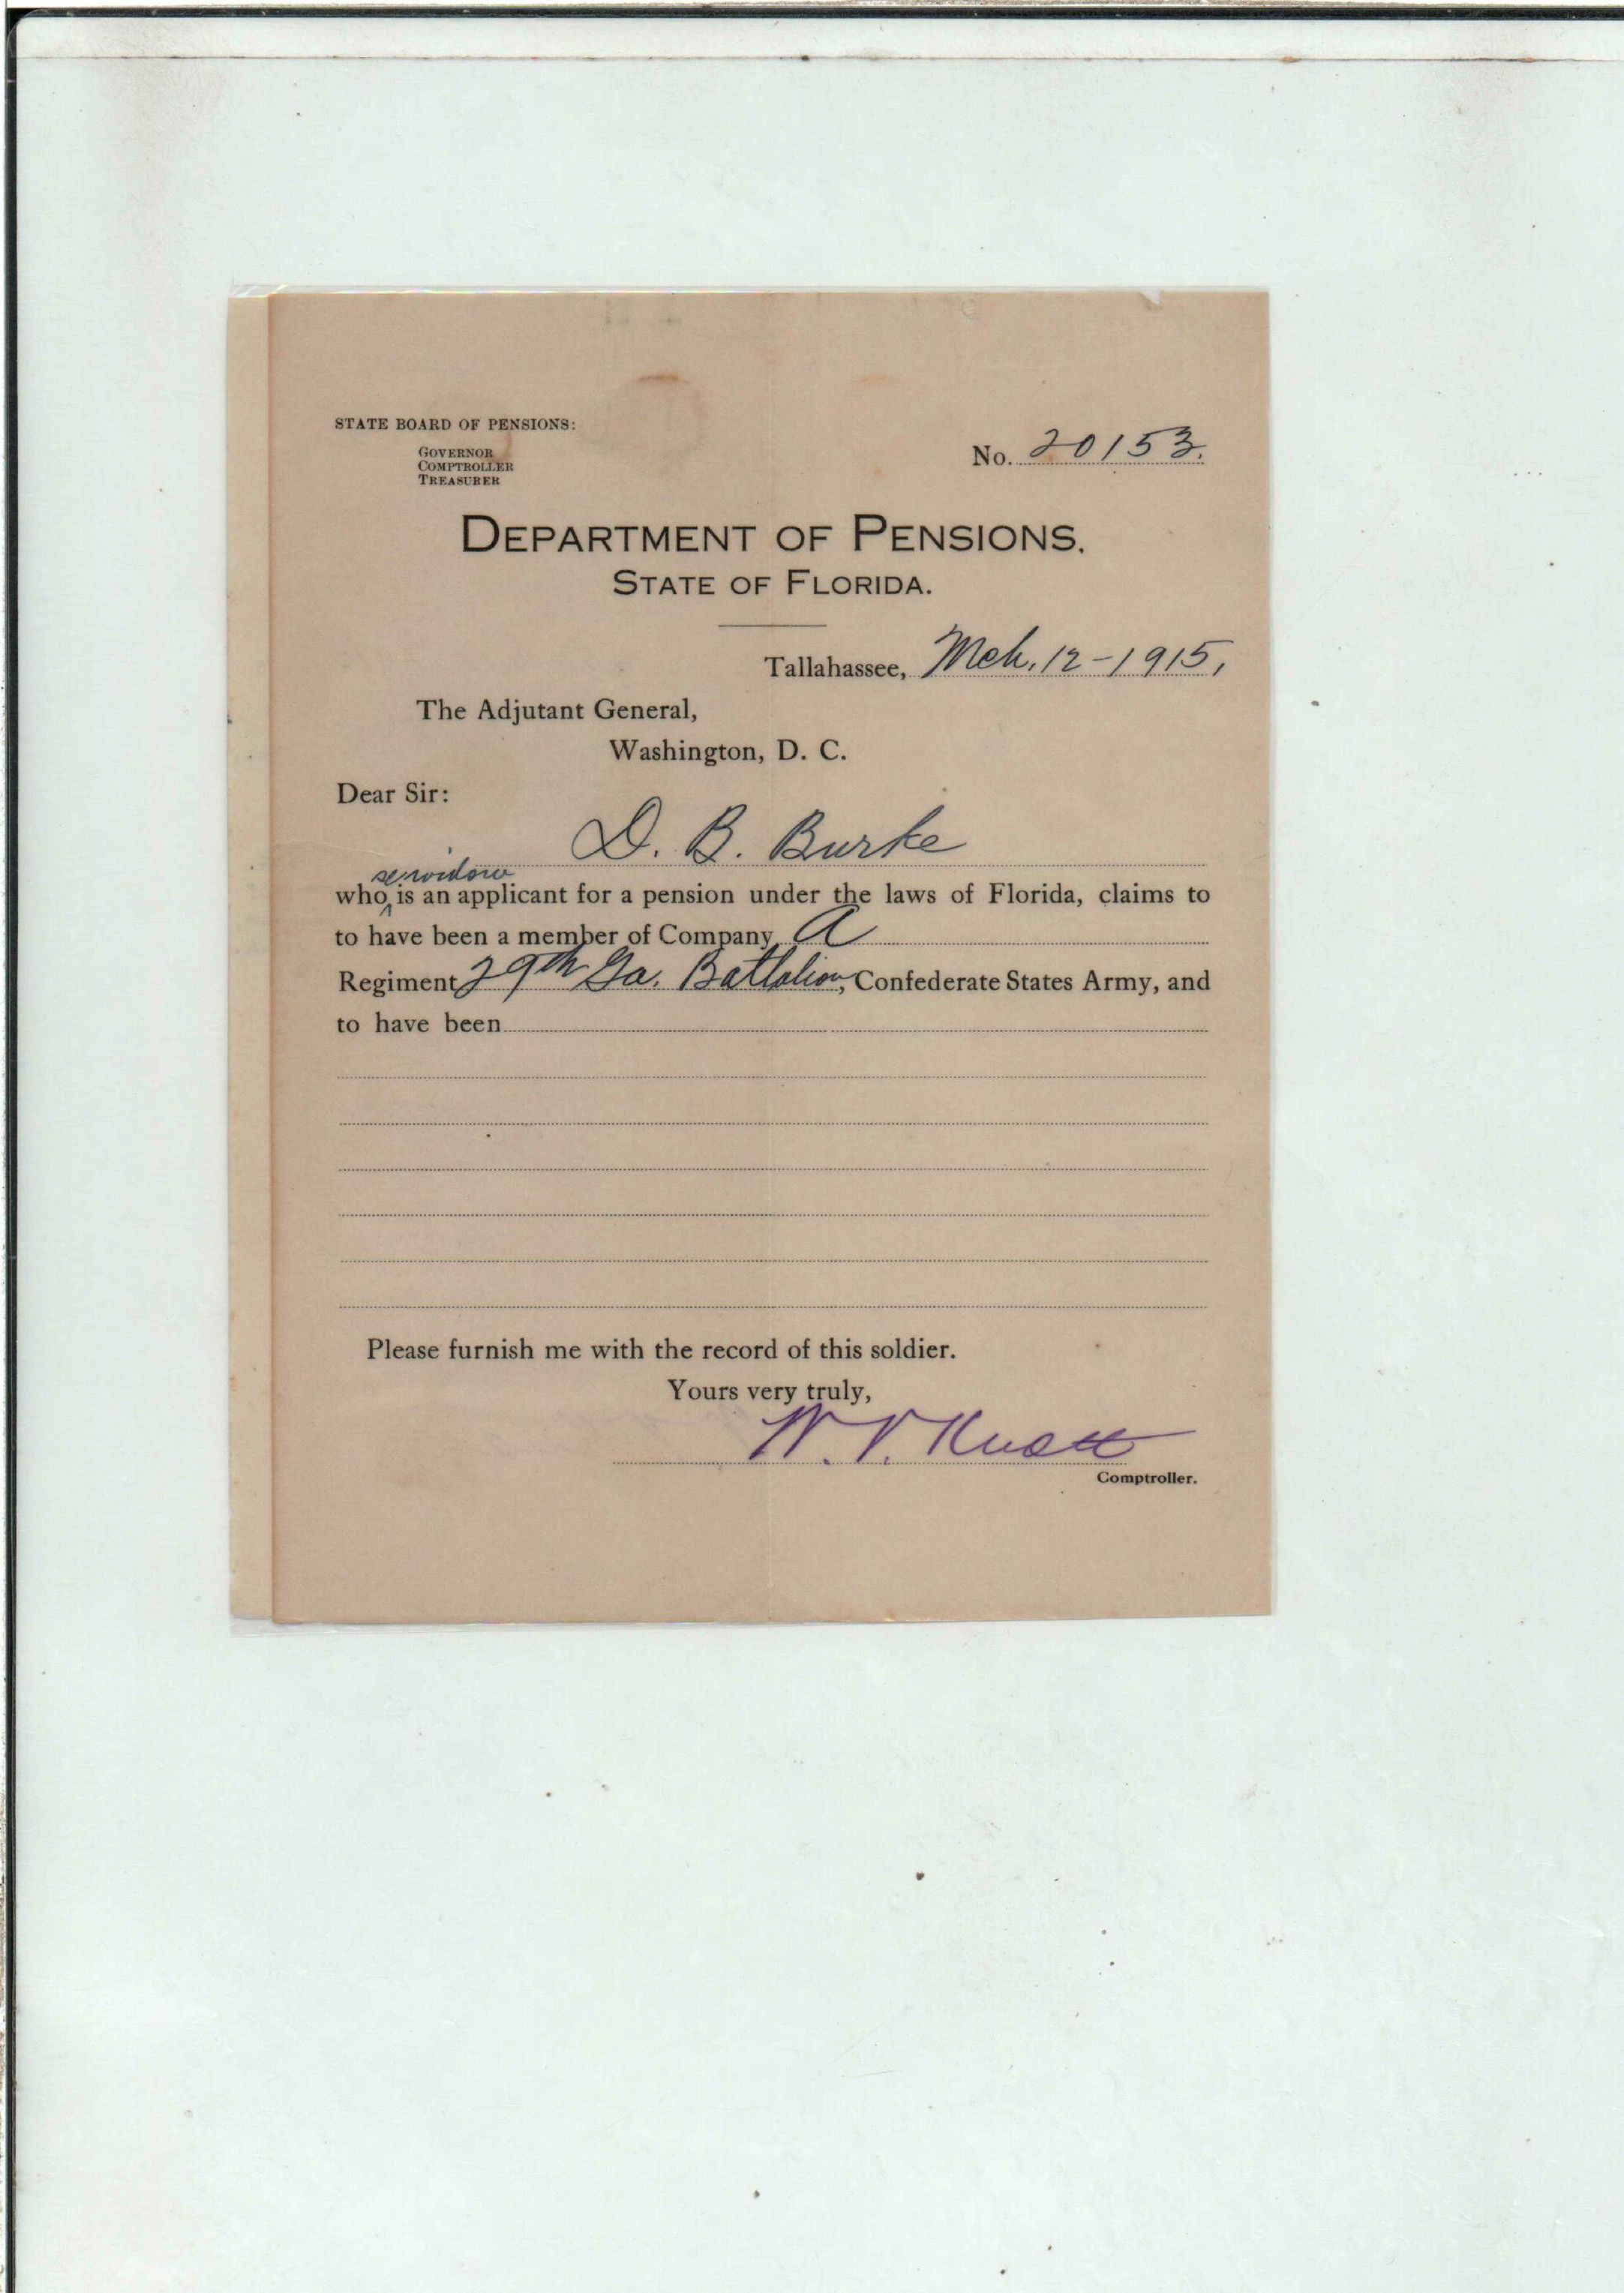 STATE BOARD OF PENSIONS:
GOVERNOR
COMPTROLLER
TREASURER
No. 20153.
DEPARTMENT OF PENSIONS.
STATE OF FLORIDA.
Tallahassee, Mch. 12-1915,
The Adjutant General,
Washington, D. C.
Dear Sir:
D. B. Burke
widow
who is an applicant for a pension under the laws of Florida, claims to
to have been a member of Company A
Regiment 29th Ga. Battalion, Confederate States Army, and
to have been
Please furnish me with the record of this soldier.
Yours very truly,
W. V. Knott
Comptroller.